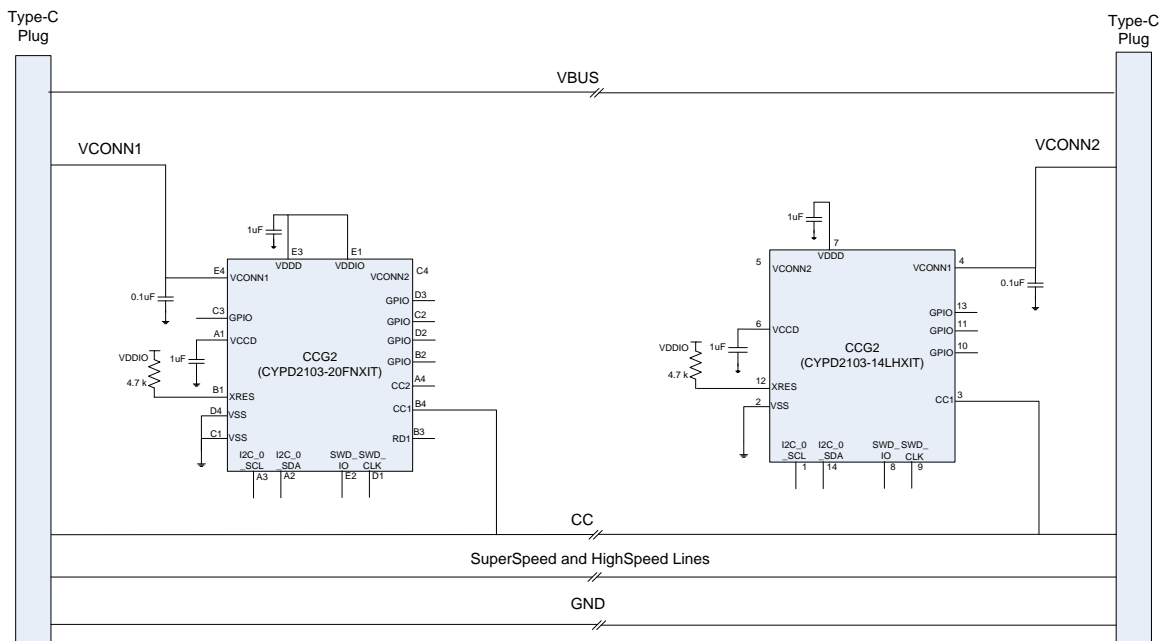 Type-C
Plug
Type-C
Plug
VBUS
VCONN1
VCONN2
1uF
E3
E1
VDDD
VDDIO
E4
VCONN1
VCONN2
C4
0.1uF
C3
GPIO
GPIO
D3
GPIO
C2
A1
VCCD
GPIO
D2
1uF
GPIO
B2
VDDIO
4.7 k
CCG2
(CYPD2103-20FNXIT)
CC2
A4
B1
XRES
CC1
B4
D4
VSS
C1
VSS
RD1
B3
I2C_0
_SCL
I2C_0
_SDA
SWD_
IO
SWD_
CLK
A3
A2
E2
D1
1uF
7
VDDD
5
VCONN2
VCONN1
4
0.1uF
GPIO
13
6
VCCD
GPIO
11
1uF
GPIO
10
VDDIO
4.7 k
CCG2
(CYPD2103-14LHXIT)
12
XRES
2
VSS
CC1
3
I2C_0
_SCL
I2C_0
_SDA
SWD_
IO
SWD_
CLK
1
14
8
9
CC
SuperSpeed and HighSpeed Lines
GND